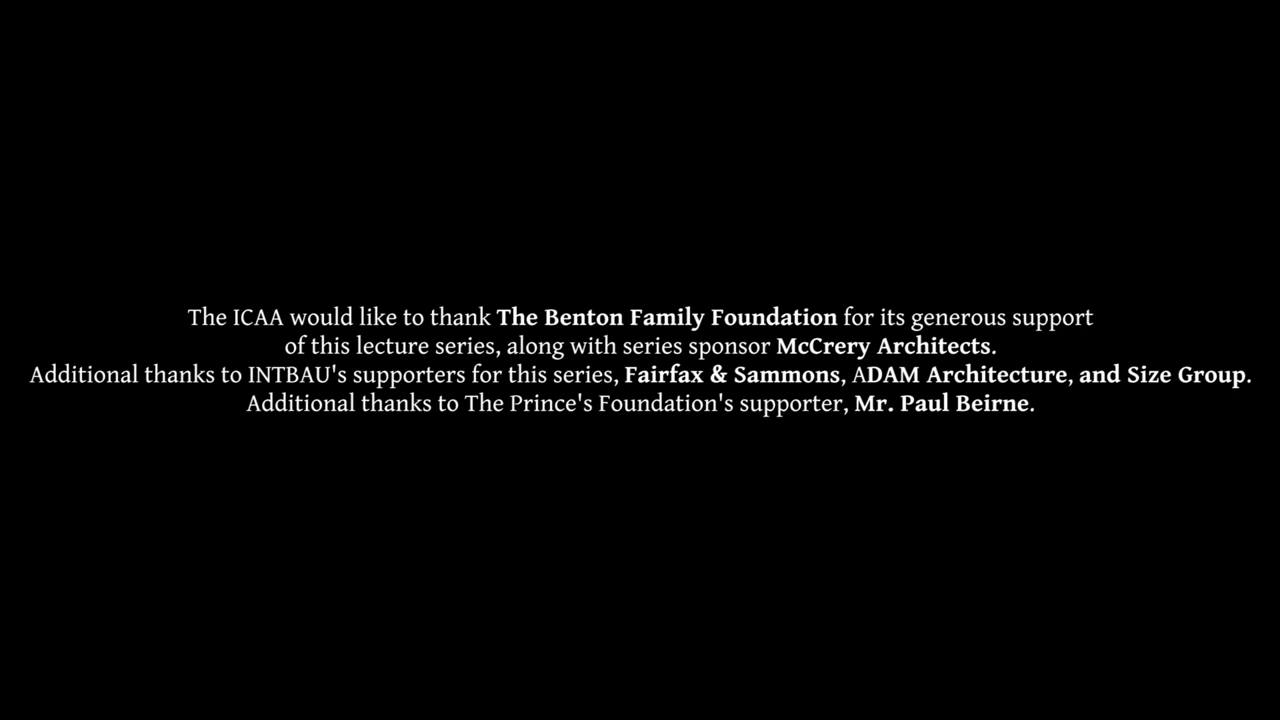 The ICAA would like to thank The Benton Family Foundation for its generous support
of this lecture series, along with series sponsor McCrery Architects.
Additional thanks to INTBAU's supporters for this series, Fairfax & Sammons, ADAM Architecture, and Size Group.
Additional thanks to The Prince's Foundation's supporter, Mr. Paul Beirne.